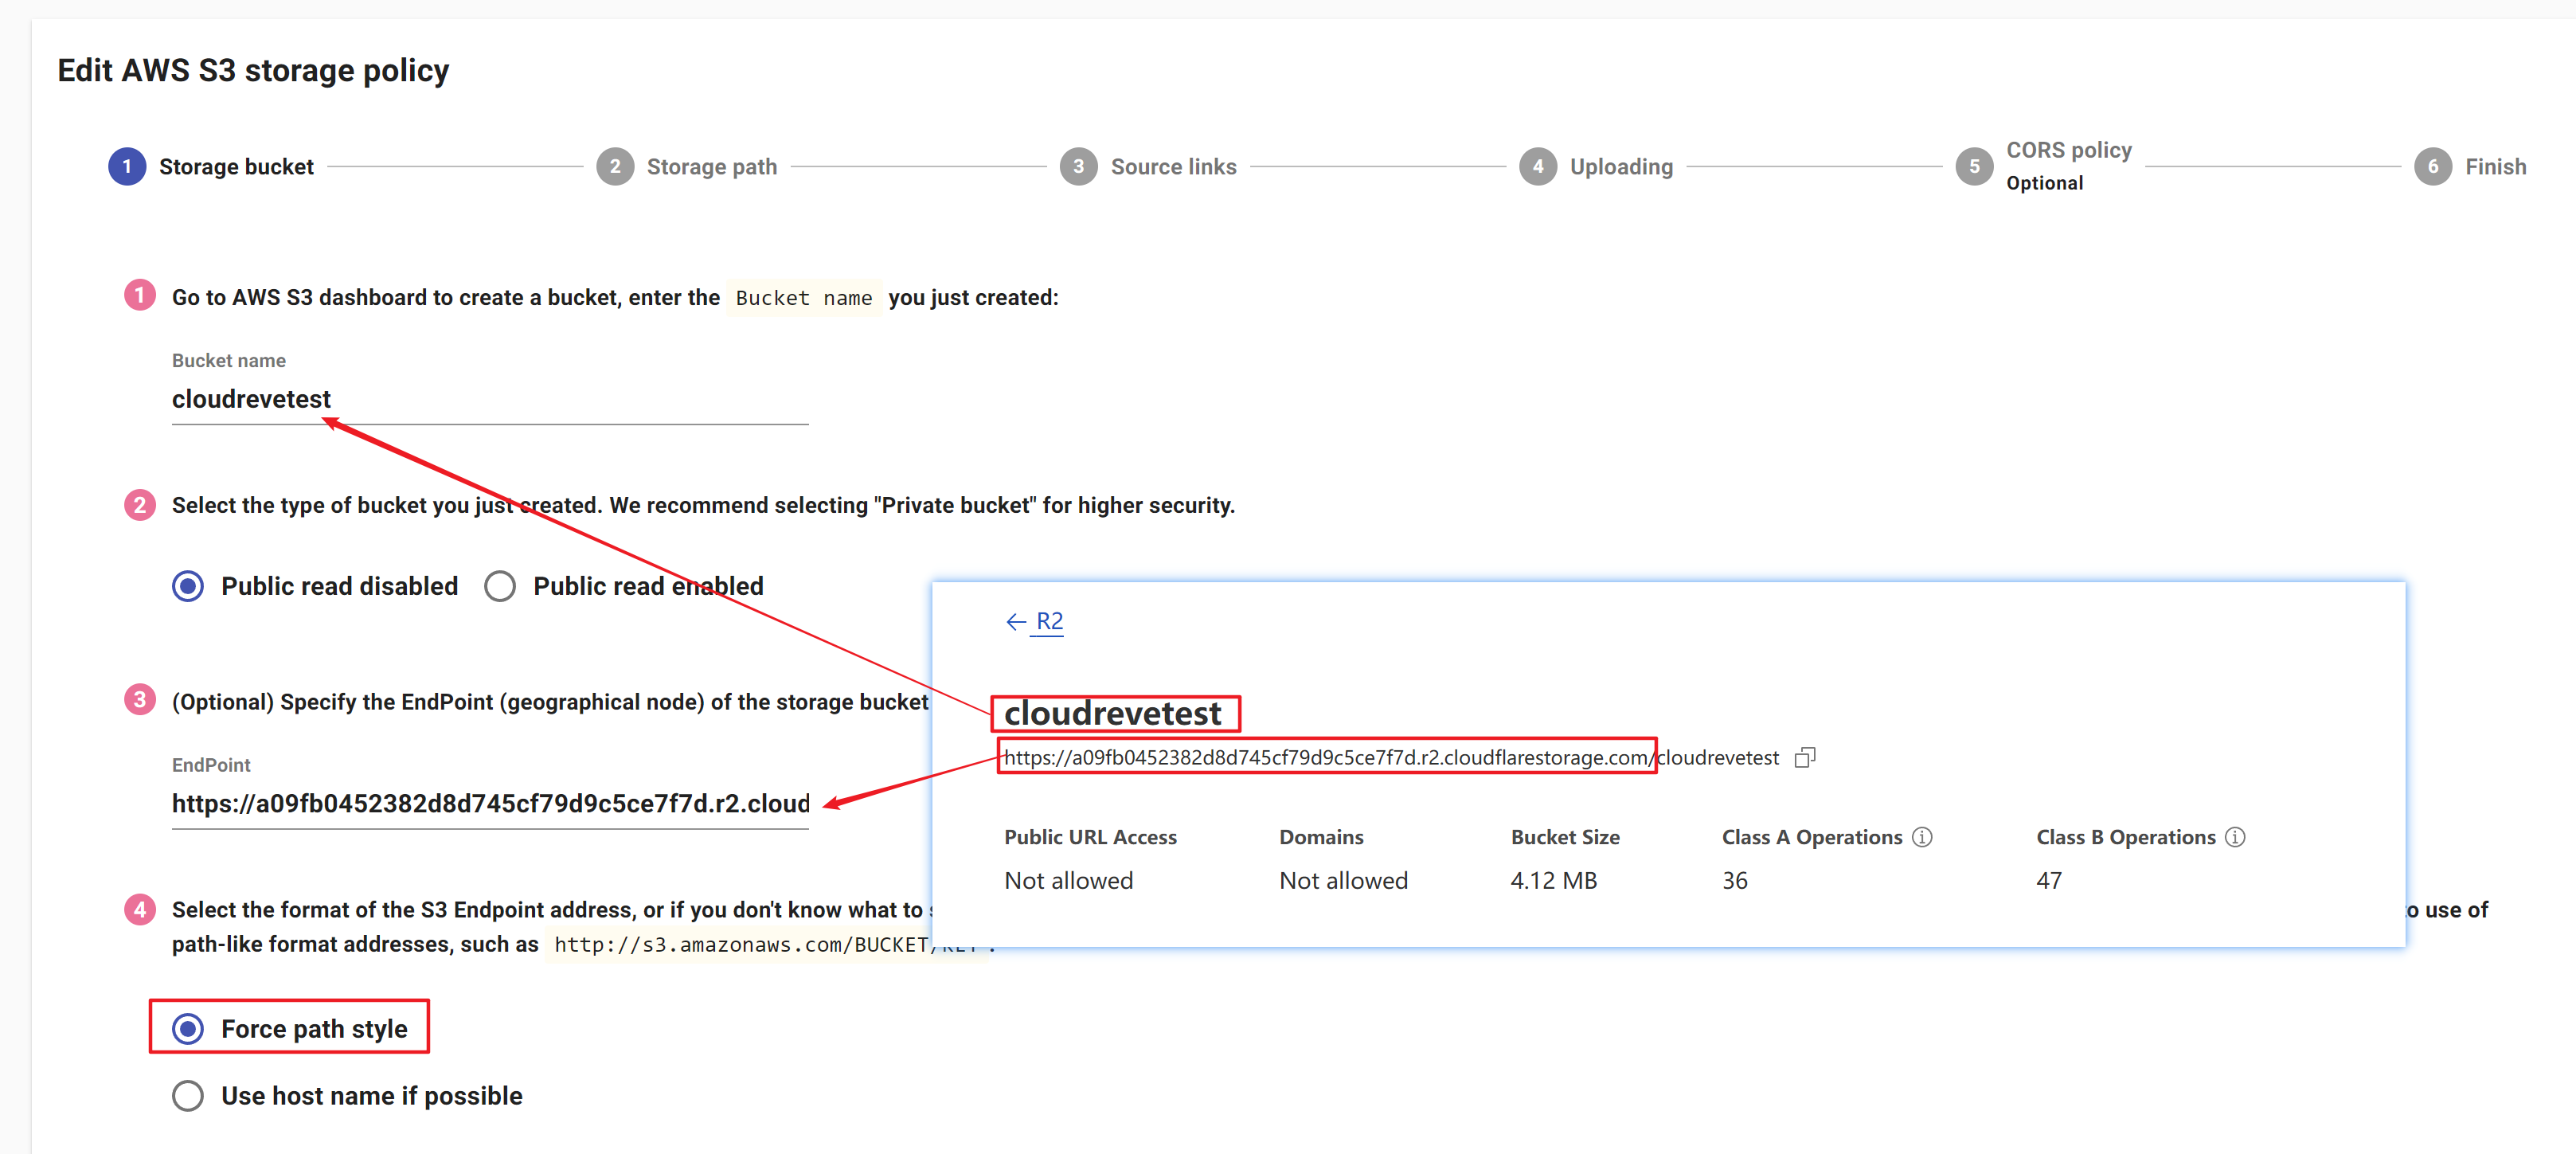 Edit AWS S3 storage policy
1 Storage bucket
2 Storage path
3 Source links
4 Uploading
5 CORS policy
Optional
6 Finish
1 Go to AWS S3 dashboard to create a bucket, enter the Bucket name you just created:
Bucket name
cloudrevetest
2 Select the type of bucket you just created. We recommend selecting "Private bucket" for higher security.
Public read disabled
Public read enabled
3 (Optional) Specify the EndPoint (geographical node) of the storage bucket
EndPoint
https://a09fb0452382d8d745cf79d9c5ce7f7d.r2.cloud
4 Select the format of the S3 Endpoint address, or if you don't know what to
to use of
path-like format addresses, such as http://s3.amazonaws.com/BUCKET/KEY .
Force path style
Use host name if possible
← R2
cloudrevetest
https://a09fb0452382d8d745cf79d9c5ce7f7d.r2.cloudflarestorage.com/cloudrevetest
Public URL Access
Domains
Bucket Size
Class A Operations
Class B Operations
Not allowed
Not allowed
4.12 MB
36
47